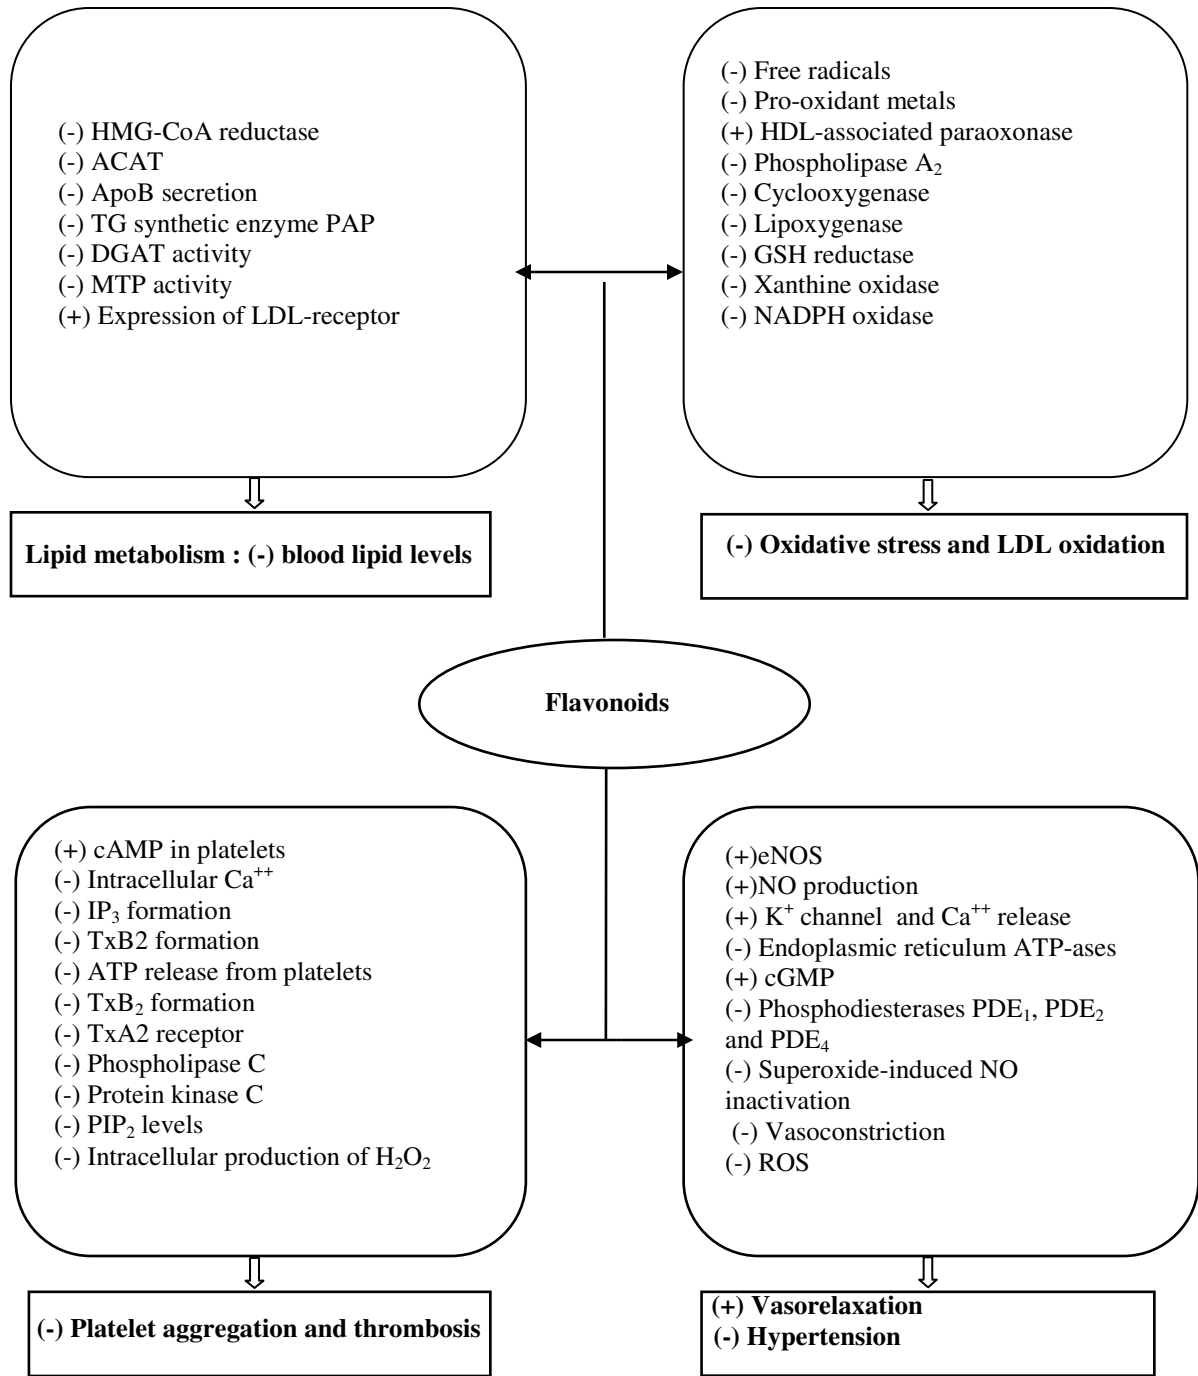 (-) HMG-CoA reductase
(-) ACAT
(-) ApoB secretion
(-) TG synthetic enzyme PAP
(-) DGAT activity
(-) MTP activity
(+) Expression of LDL-receptor
Lipid metabolism : (-) blood lipid levels
(-) Free radicals
(-) Pro-oxidant metals
(+) HDL-associated paraoxonase
(-) Phospholipase A₂
(-) Cyclooxygenase
(-) Lipoxygenase
(-) GSH reductase
(-) Xanthine oxidase
(-) NADPH oxidase
(-) Oxidative stress and LDL oxidation
Flavonoids
(+) cAMP in platelets
(-) Intracellular Ca⁺⁺
(-) IP₃ formation
(-) TxB2 formation
(-) ATP release from platelets
(-) TxB₂ formation
(-) TxA2 receptor
(-) Phospholipase C
(-) Protein kinase C
(-) PIP₂ levels
(-) Intracellular production of H₂O₂
(-) Platelet aggregation and thrombosis
(+)eNOS
(+)NO production
(+) K⁺ channel and Ca⁺⁺ release
(-) Endoplasmic reticulum ATP-ases
(+) cGMP
(-) Phosphodiesterases PDE₁, PDE₂
and PDE₄
(-) Superoxide-induced NO
inactivation
(-) Vasoconstriction
(-) ROS
(+) Vasorelaxation
(-) Hypertension